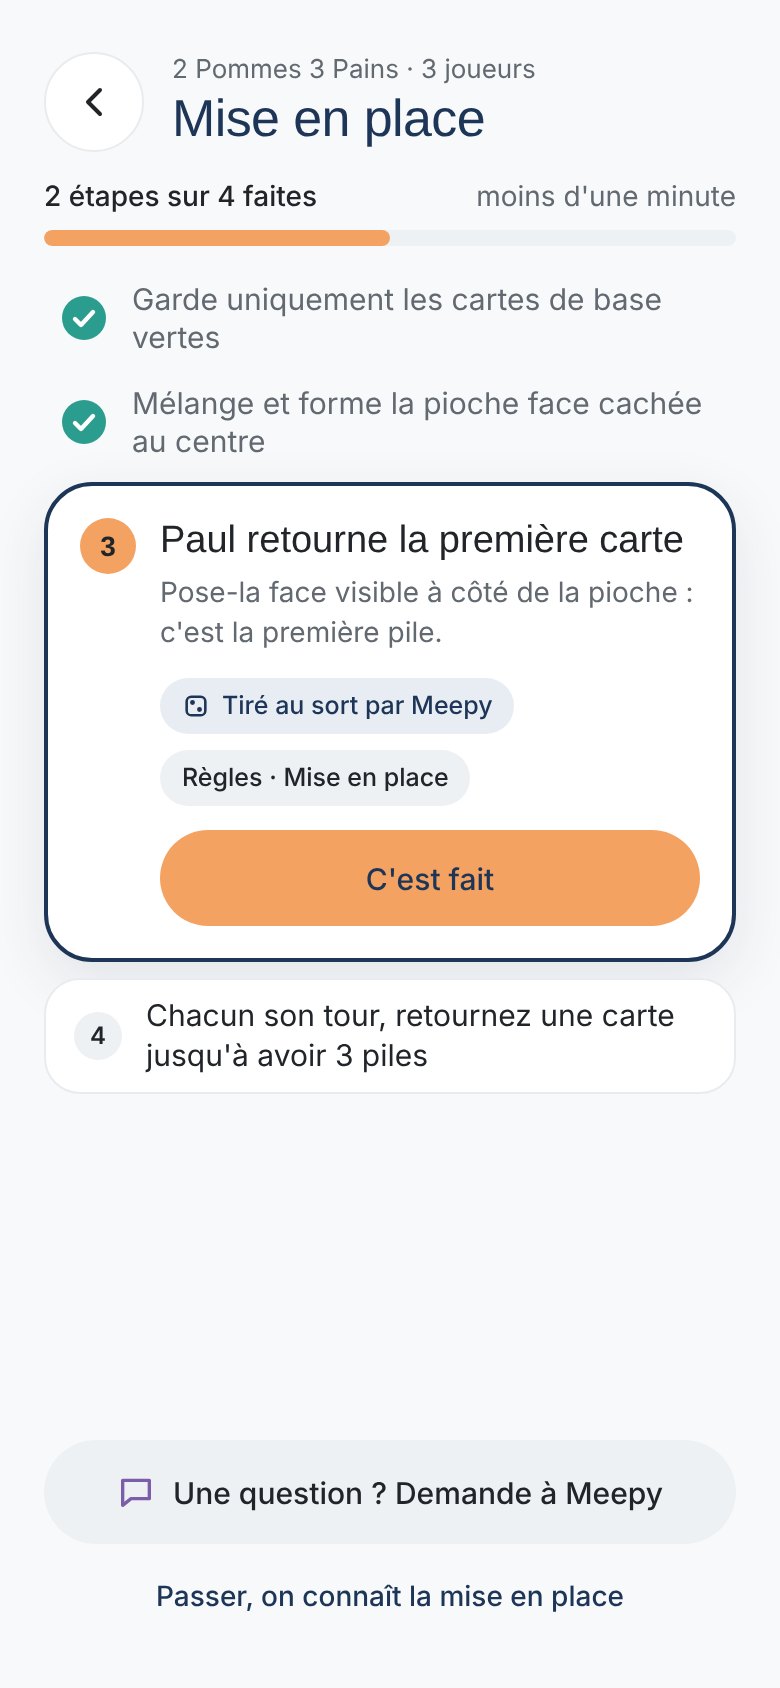 2 Pommes 3 Pains · 3 joueurs
Mise en place
2 étapes sur 4 faites
moins d'une minute
Garde uniquement les cartes de base
vertes
Mélange et forme la pioche face cachée
au centre
3
Paul retourne la première carte
Pose-la face visible à côté de la pioche :
c'est la première pile.
Tiré au sort par Meepy
Règles · Mise en place
C'est fait
4
Chacun son tour, retournez une carte
jusqu'à avoir 3 piles
Une question ? Demande à Meepy
Passer, on connaît la mise en place